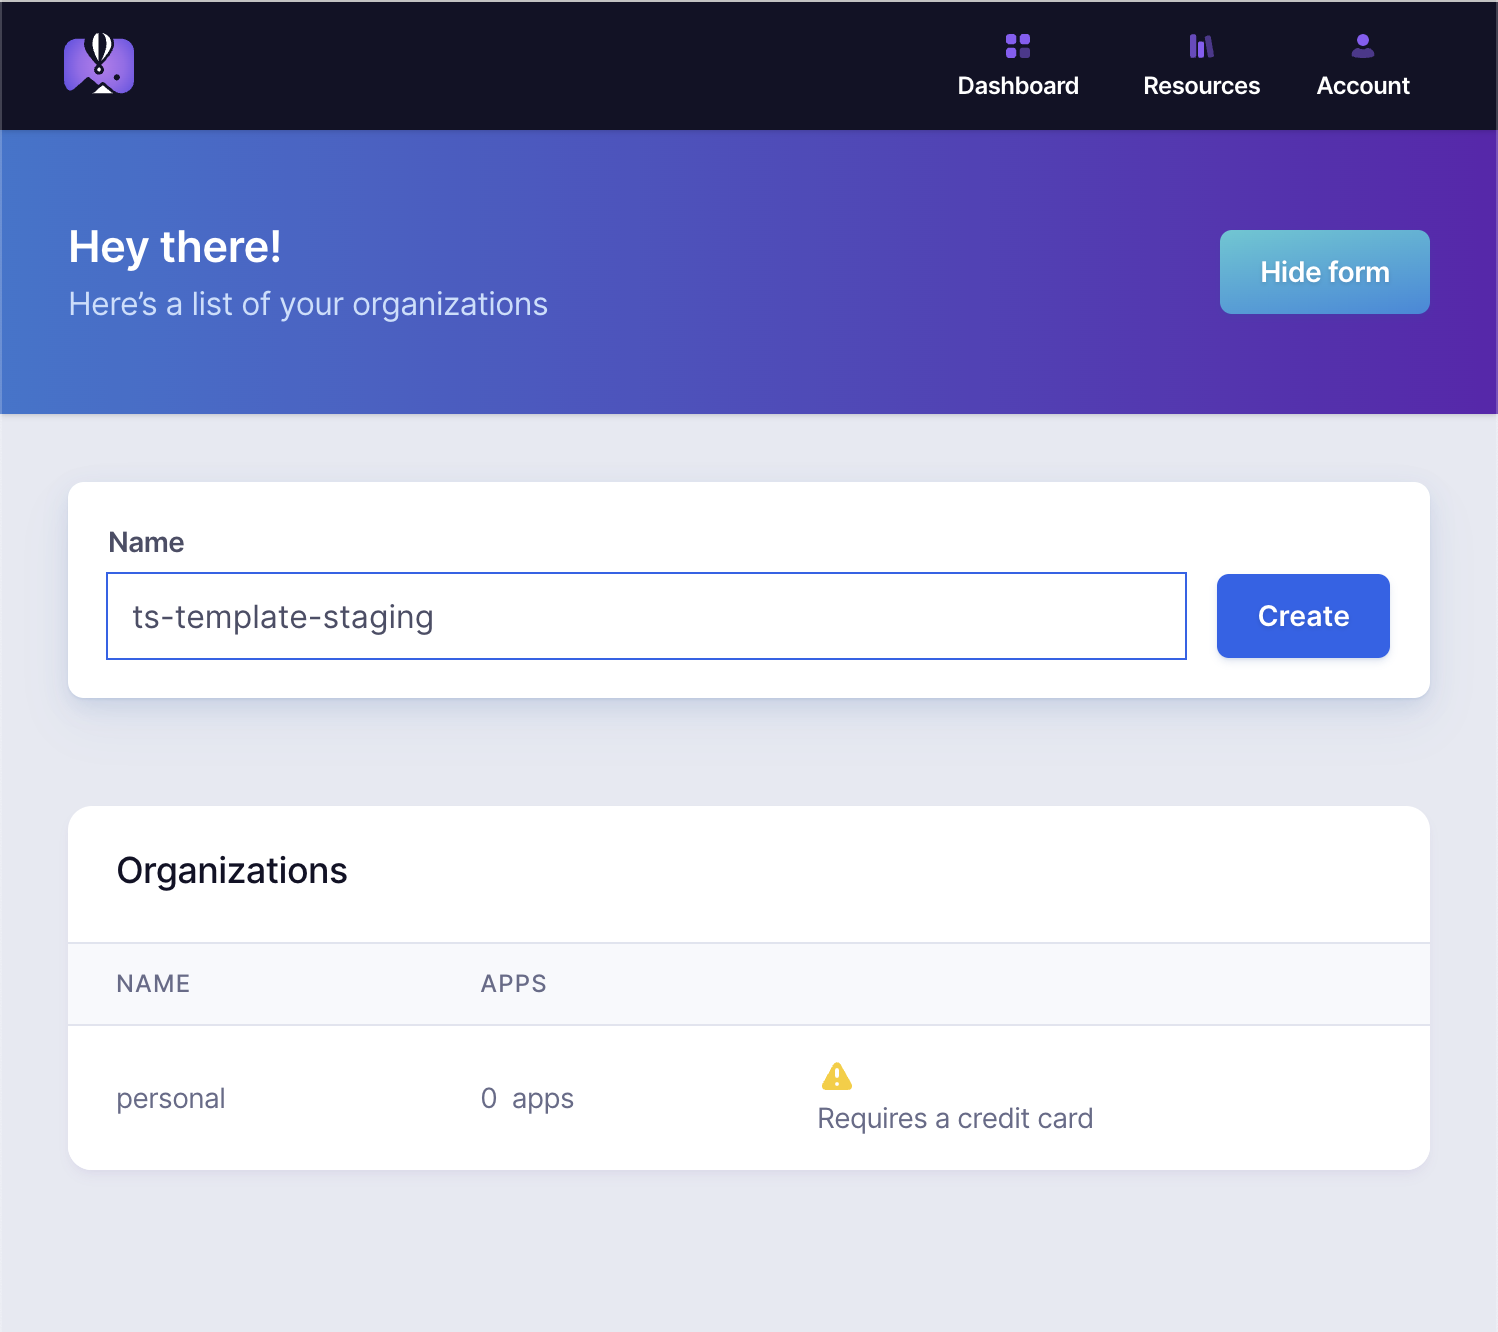 Dashboard
Resources
Account
Hey there!
Here’s a list of your organizations
Hide form
Name
ts-template-staging
Create
Organizations
NAME APPS
personal 0 apps Requires a credit card